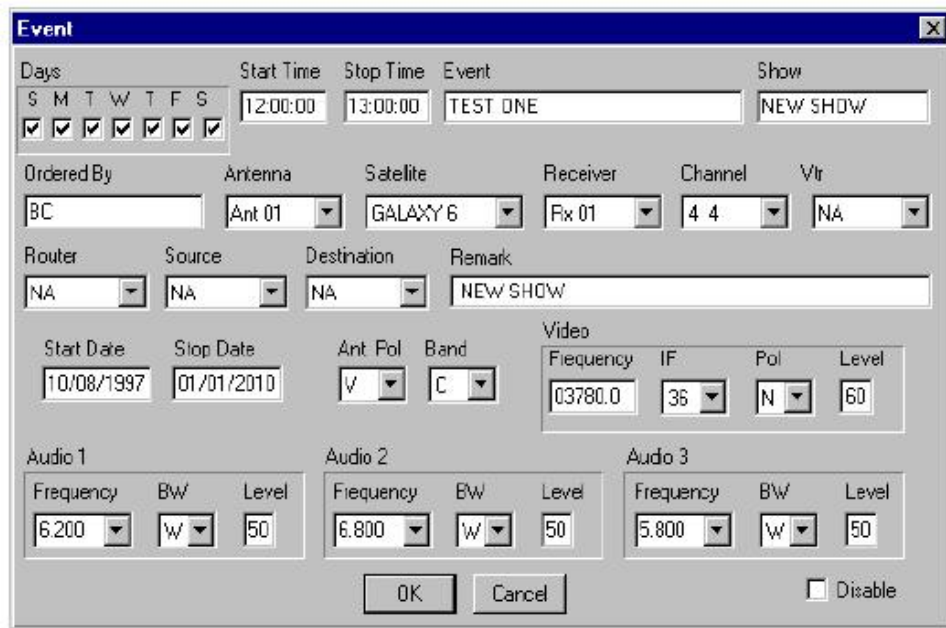 Event
Days Start Time Stop Time Event Show
S M T W T F S
12:00:00 13:00:00 TEST ONE NEW SHOW
Ordered By Antenna Satelite Receiver Channel Vtr
BC Ant 01 GALAXY 6 Rx 01 4 4 NA
Router Source Destination Remark
NA NA NA NEW SHOW
Video
Start Date Stop Date Ant Pol Band Frequency IF Pol Level
10/08/1997 01/01/2010 V C 03780.0 36 N 60
Audio 1 Audio 2 Audio 3
Frequency BW Level Frequency BW Level Frequency BW Level
6.200 W 50 6.800 W 50 5.800 W 50
OK Cancel Disable